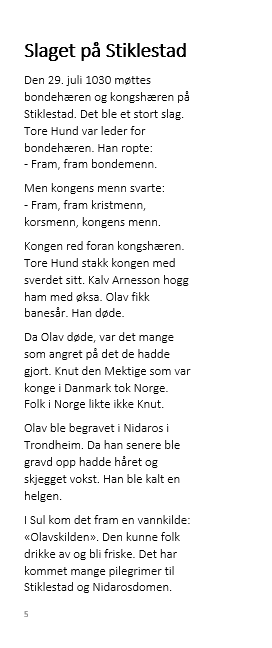 Slaget på Stiklestad
Den 29. juli 1030 møttes
bondehæren og kongshæren på
Stiklestad. Det ble et stort slag.
Tore Hund var leder for
bondehæren. Han ropte:
- Fram, fram bondemenn.
Men kongens menn svarte:
- Fram, fram kristmenn,
korsmenn, kongens menn.
Kongen red foran kongshæren.
Tore Hund stakk kongen med
sverdet sitt. Kalv Arnesson hogg
ham med øksa. Olav fikk
banesår. Han døde.
Da Olav døde, var det mange
som angret på det de hadde
gjort. Knut den Mektige som var
konge i Danmark tok Norge.
Folk i Norge likte ikke Knut.
Olav ble begravet i Nidaros i
Trondheim. Da han senere ble
gravd opp hadde håret og
skjegget vokst. Han ble kalt en
helgen.
I Sul kom det fram en vannkilde:
«Olavskilden». Den kunne folk
drikke av og bli friske. Det har
kommet mange pilegrimer til
Stiklestad og Nidarosdomen.
5